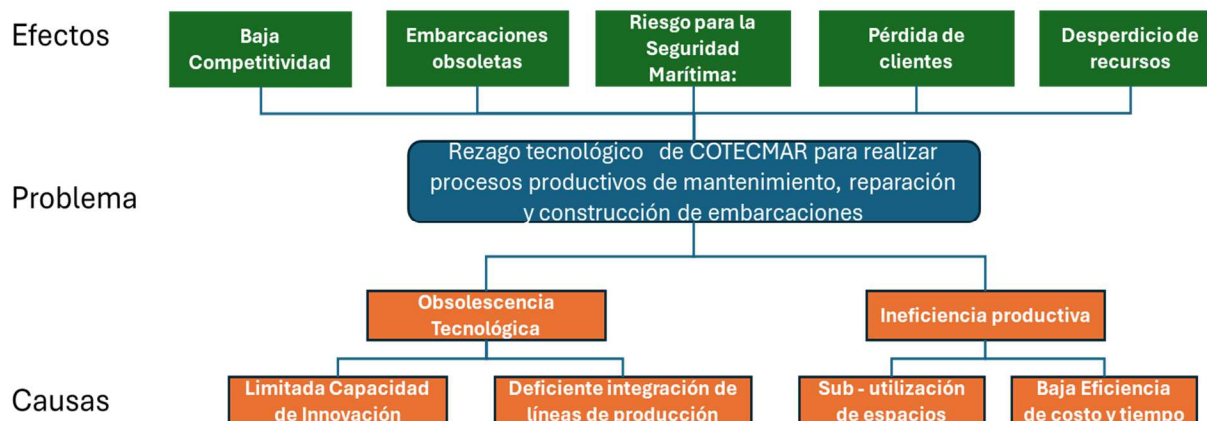 Efectos
Baja
Competitividad
Embarcaciones
obsoletas
Riesgo para la
Seguridad
Marítima:
Pérdida de
clientes
Desperdicio de
recursos
Problema
Rezago tecnológico de COTECMAR para realizar
procesos productivos de mantenimiento, reparación
y construcción de embarcaciones
Obsolescencia
Tecnológica
Ineficiencia productiva
Causas
Limitada Capacidad
de Innovación
Deficiente integración de
líneas de producción
Sub - utilización
de espacios
Baja Eficiencia
de costo y tiempo